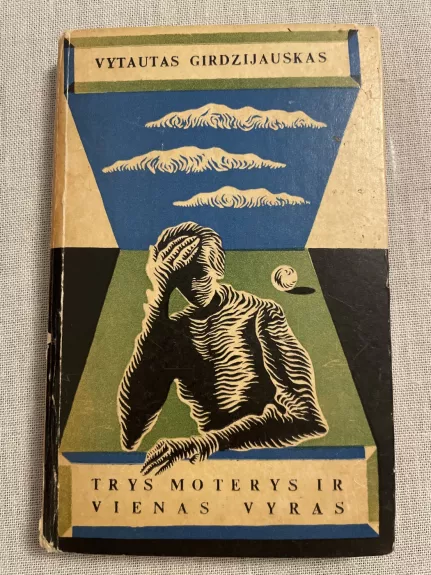 VYTAUTAS GIRDZIJAUSKAS
TRYS MOTERYS IR
VIENAS VYRAS